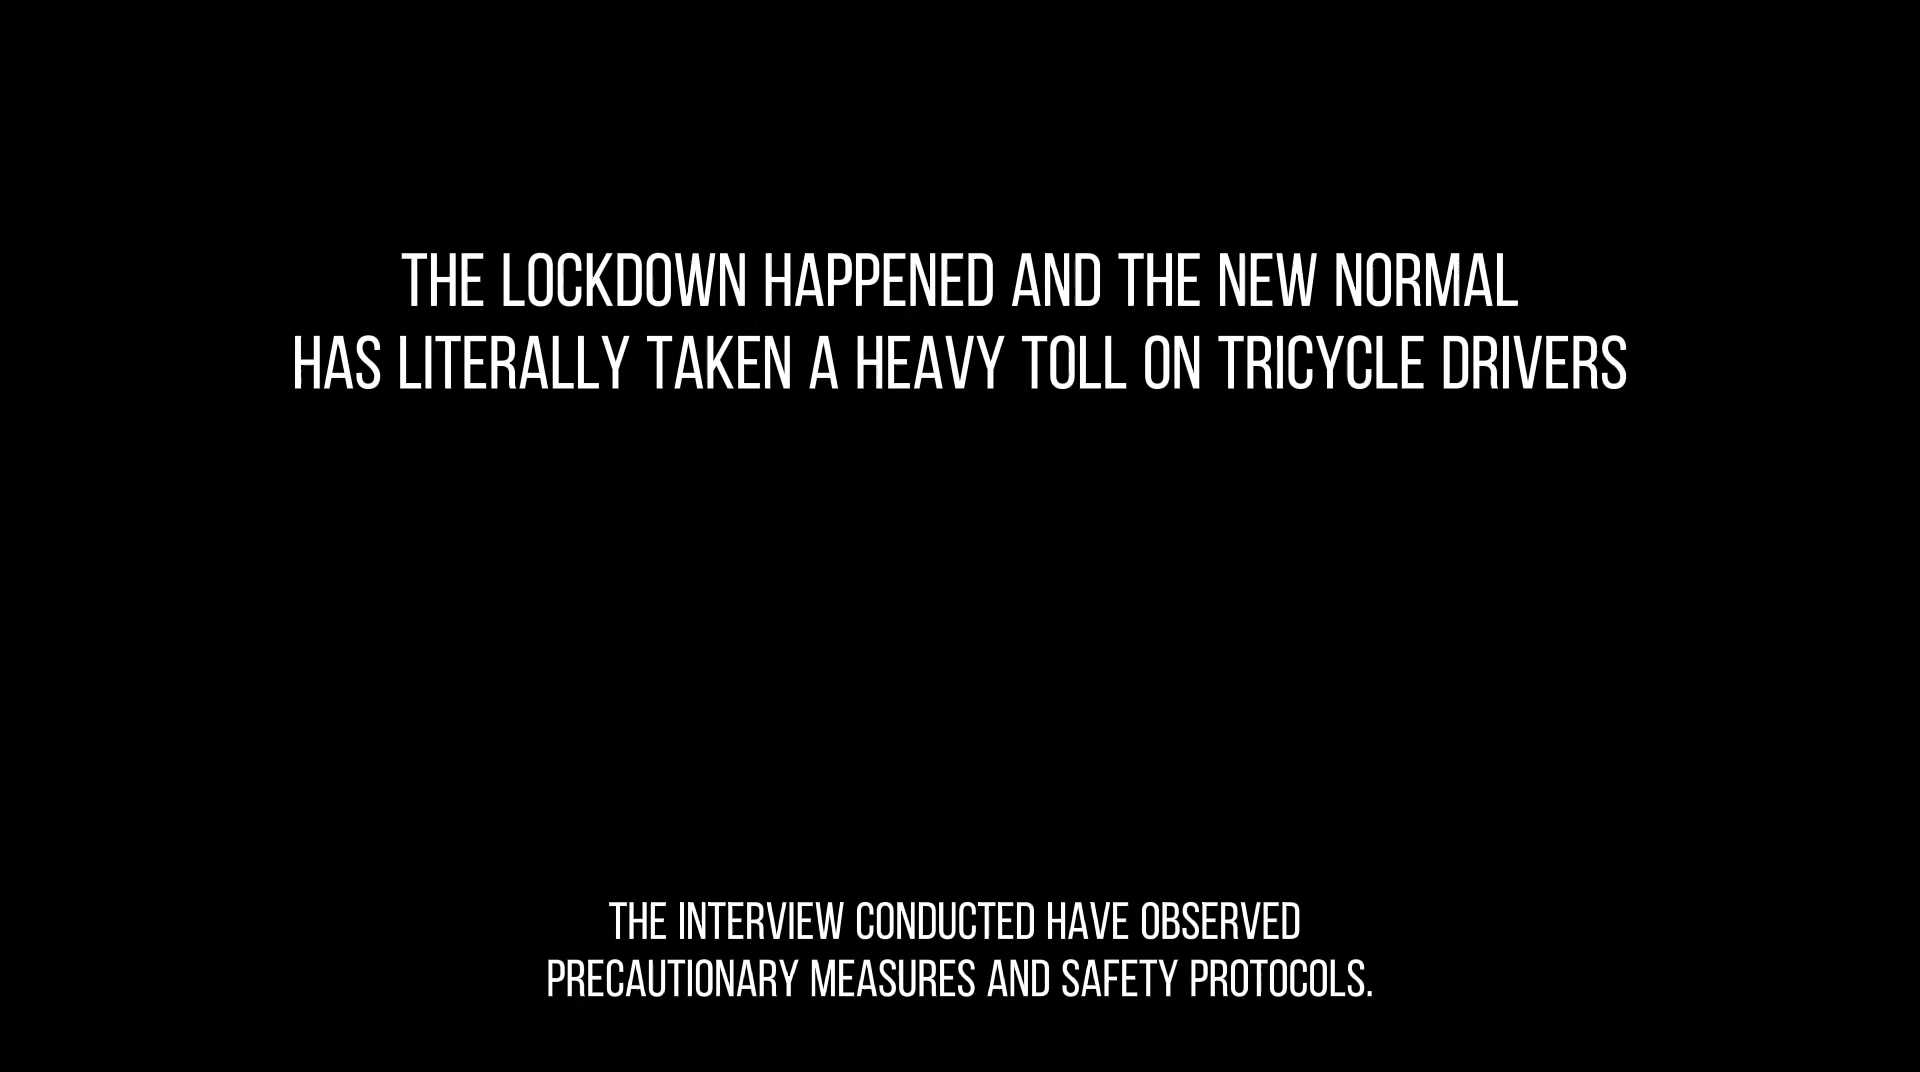 THE LOCKDOWN HAPPENED AND THE NEW NORMAL
HAS LITERALLY TAKEN A HEAVY TOLL ON TRICYCLE DRIVERS
THE INTERVIEW CONDUCTED HAVE OBSERVED
PRECAUTIONARY MEASURES AND SAFETY PROTOCOLS.